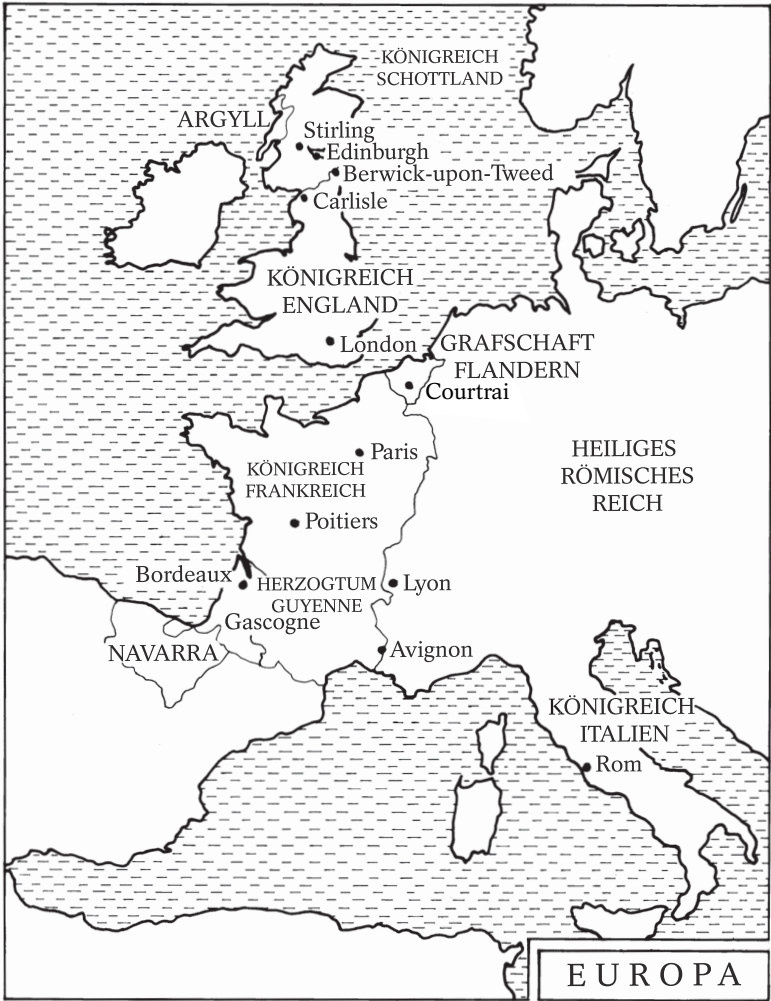 KÖNIGREICH
SCHOTTLAND
ARGYLL
Stirling
Edinburgh
Berwick-upon-Tweed
Carlisle
KÖNIGREICH
ENGLAND
London
GRAFSCHAFT
FLANDERN
Courtrai
Paris
KÖNIGREICH
FRANKREICH
HEILIGES
RÖMISCHES
REICH
Poitiers
Bordeaux
HERZOGTUM
GUYENNE
Lyon
Gascogne
NAVARRA
Avignon
KÖNIGREICH
ITALIEN
Rom
EUROPA